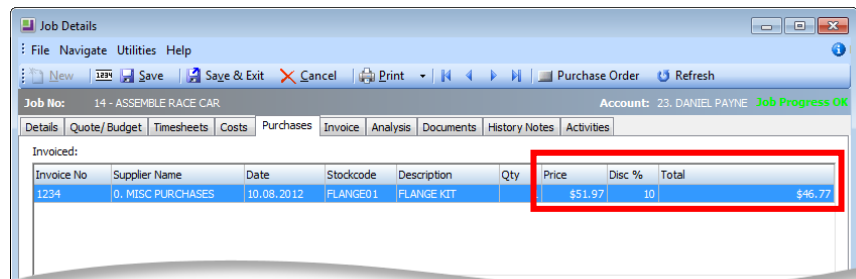 Job Details
File Navigate Utilities Help
New Save Save & Exit Cancel Print Purchase Order Refresh
Job No: 14 - ASSEMBLE RACE CAR Account: 23. DANIEL PAYNE Job Progress OK
Details Quote/Budget Timesheets Costs Purchases Invoice Analysis Documents History Notes Activities
Invoiced:
Invoice No Supplier Name Date Stockcode Description Qty Price Disc % Total
1234 0. MISC PURCHASES 10.08.2012 FLANGE01 FLANGE KIT $51.97 10 $46.77